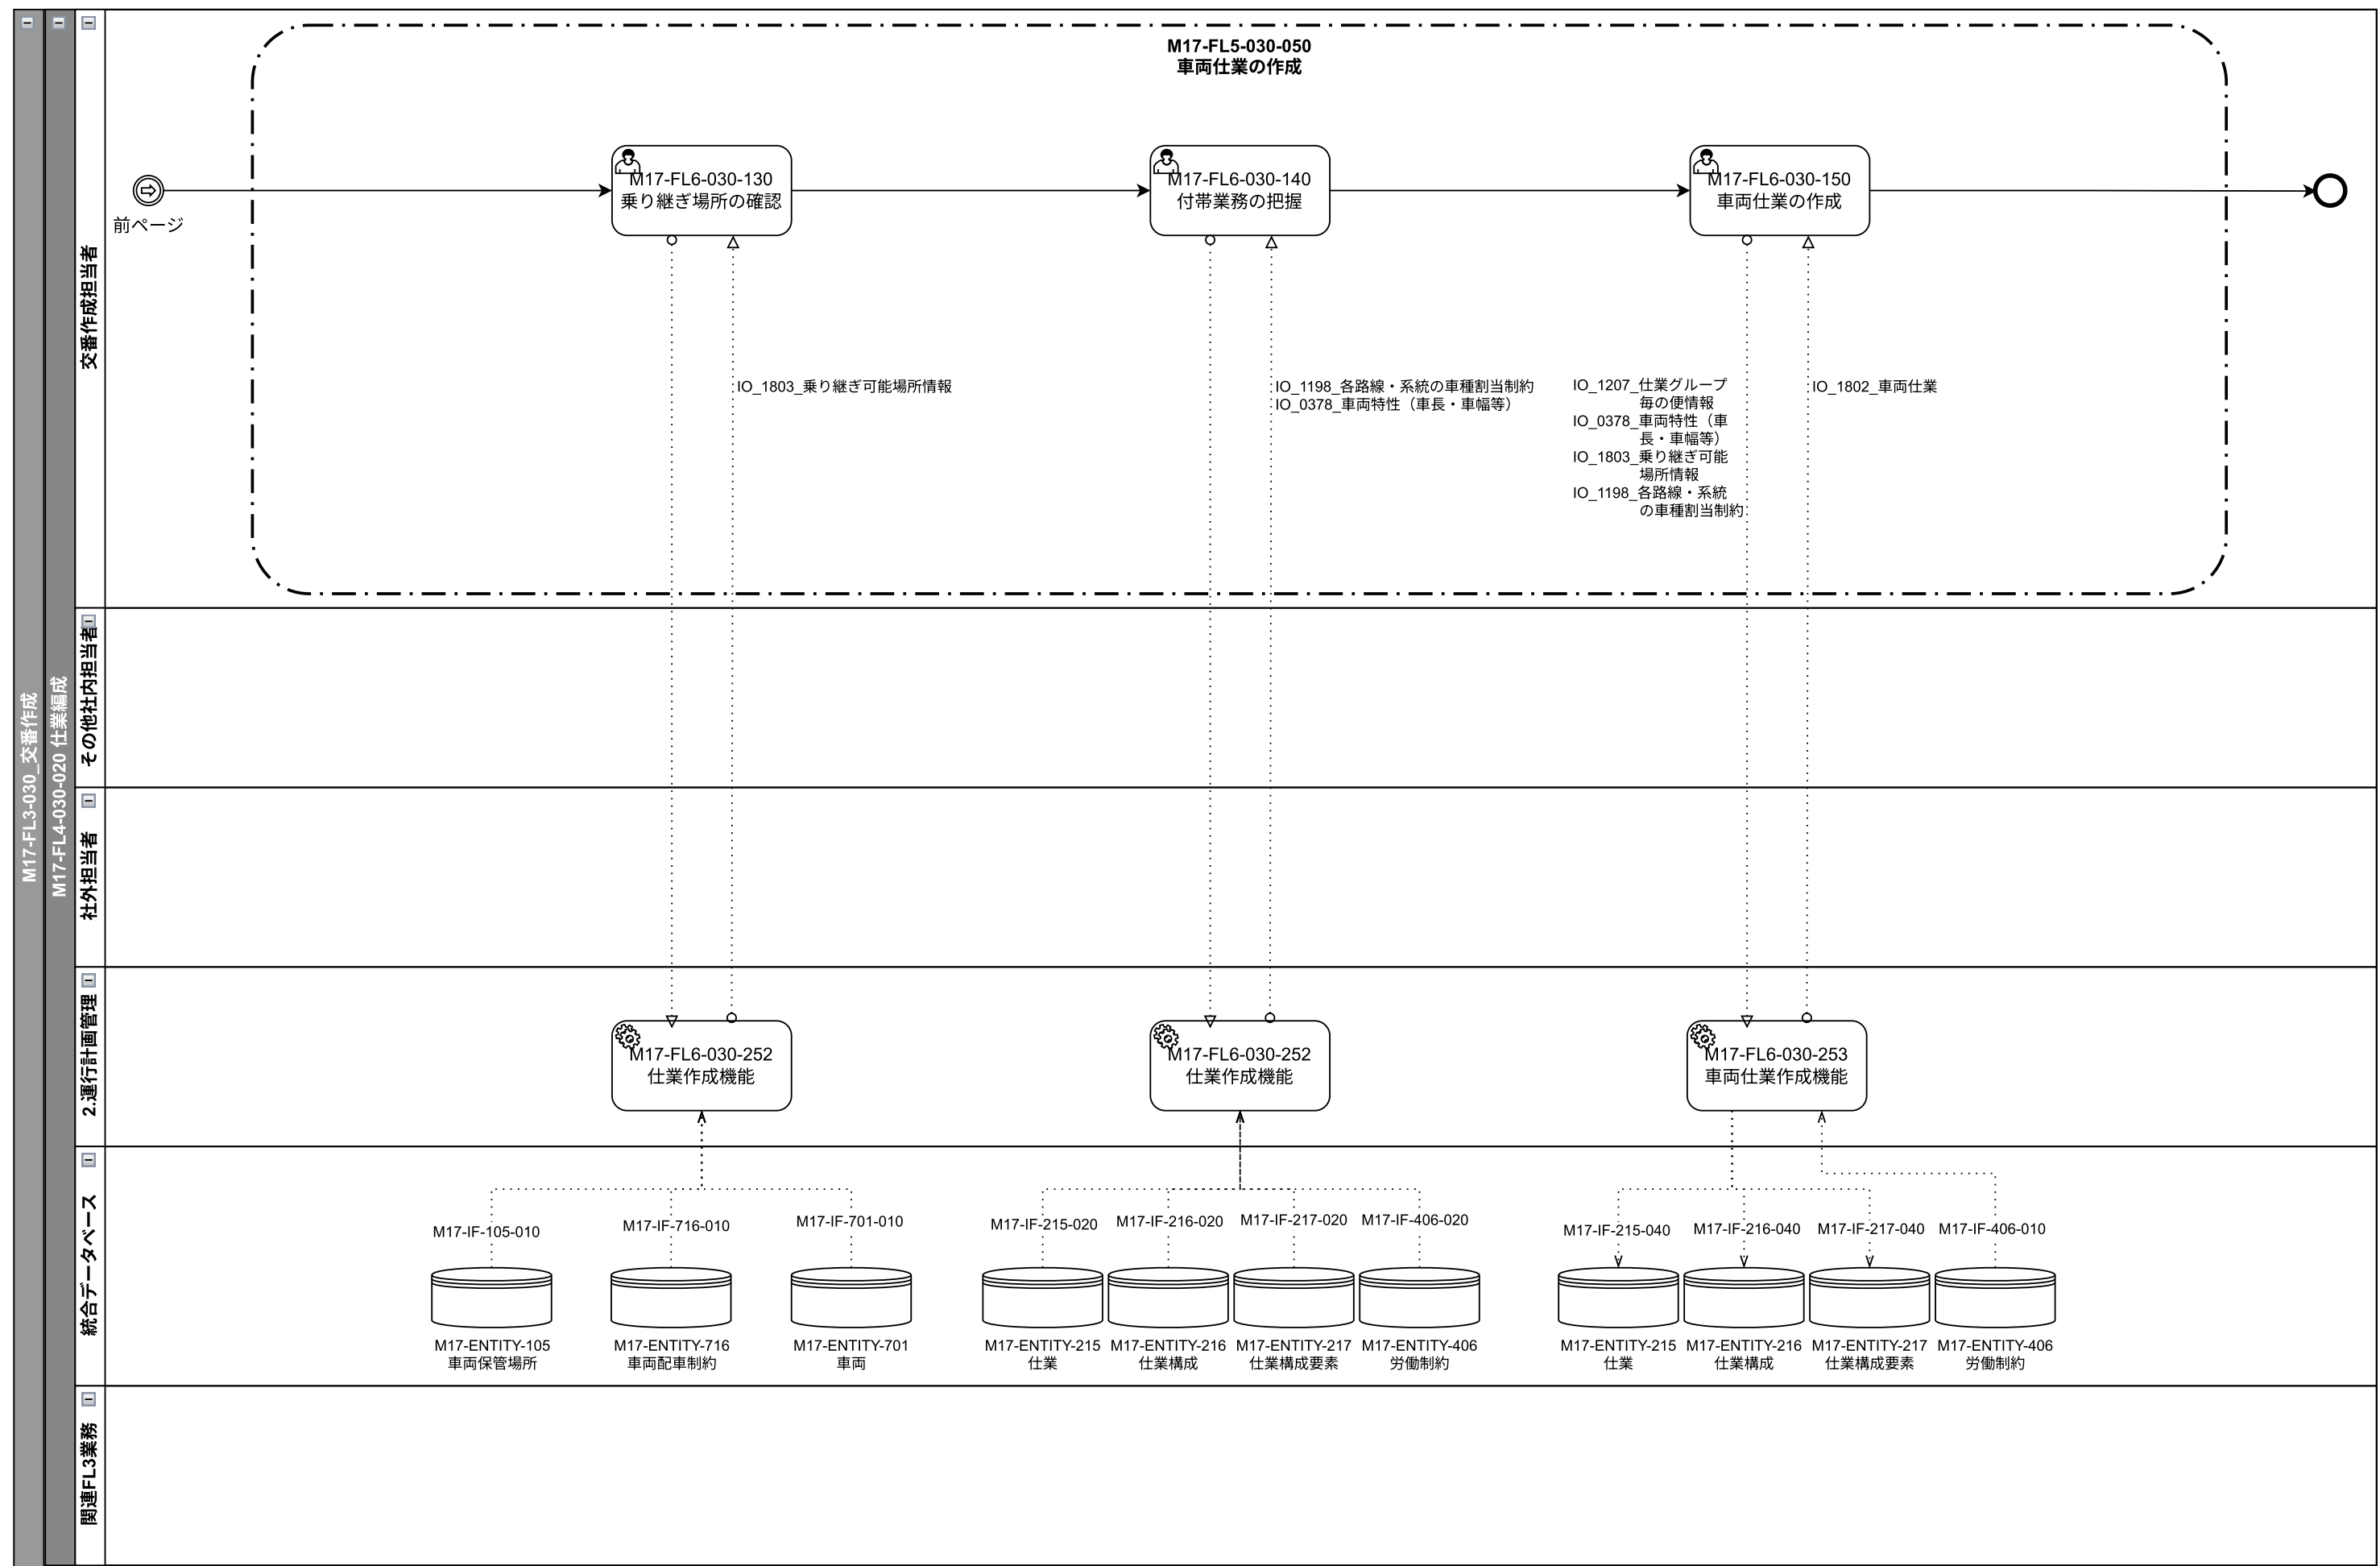 M17-FL3-030_交番作成
M17-FL4-030-020 仕業編成
交番作成担当者
M17-FL5-030-050
車両仕業の作成
前ページ
M17-FL6-030-130
乗り継ぎ場所の確認
M17-FL6-030-140
付帯業務の把握
M17-FL6-030-150
車両仕業の作成
IO_1803_乗り継ぎ可能場所情報
IO_1198_各路線・系統の車種割当制約
IO_0378_車両特性（車長・車幅等）
IO_1207_仕業グループ
毎の便情報
IO_0378_車両特性（車
長・車幅等）
IO_1803_乗り継ぎ可能
場所情報
IO_1198_各路線・系統
の車種割当制約
IO_1802_車両仕業
その他社内担当者
社外担当者
2.運行計画管理
M17-FL6-030-252
仕業作成機能
M17-FL6-030-252
仕業作成機能
M17-FL6-030-253
車両仕業作成機能
統合データベース
M17-IF-105-010
M17-IF-716-010
M17-IF-701-010
M17-IF-215-020
M17-IF-216-020
M17-IF-217-020
M17-IF-406-020
M17-IF-215-040
M17-IF-216-040
M17-IF-217-040
M17-IF-406-010
M17-ENTITY-105
車両保管場所
M17-ENTITY-716
車両配車制約
M17-ENTITY-701
車両
M17-ENTITY-215
仕業
M17-ENTITY-216
仕業構成
M17-ENTITY-217
仕業構成要素
M17-ENTITY-406
労働制約
M17-ENTITY-215
仕業
M17-ENTITY-216
仕業構成
M17-ENTITY-217
仕業構成要素
M17-ENTITY-406
労働制約
関連FL3業務